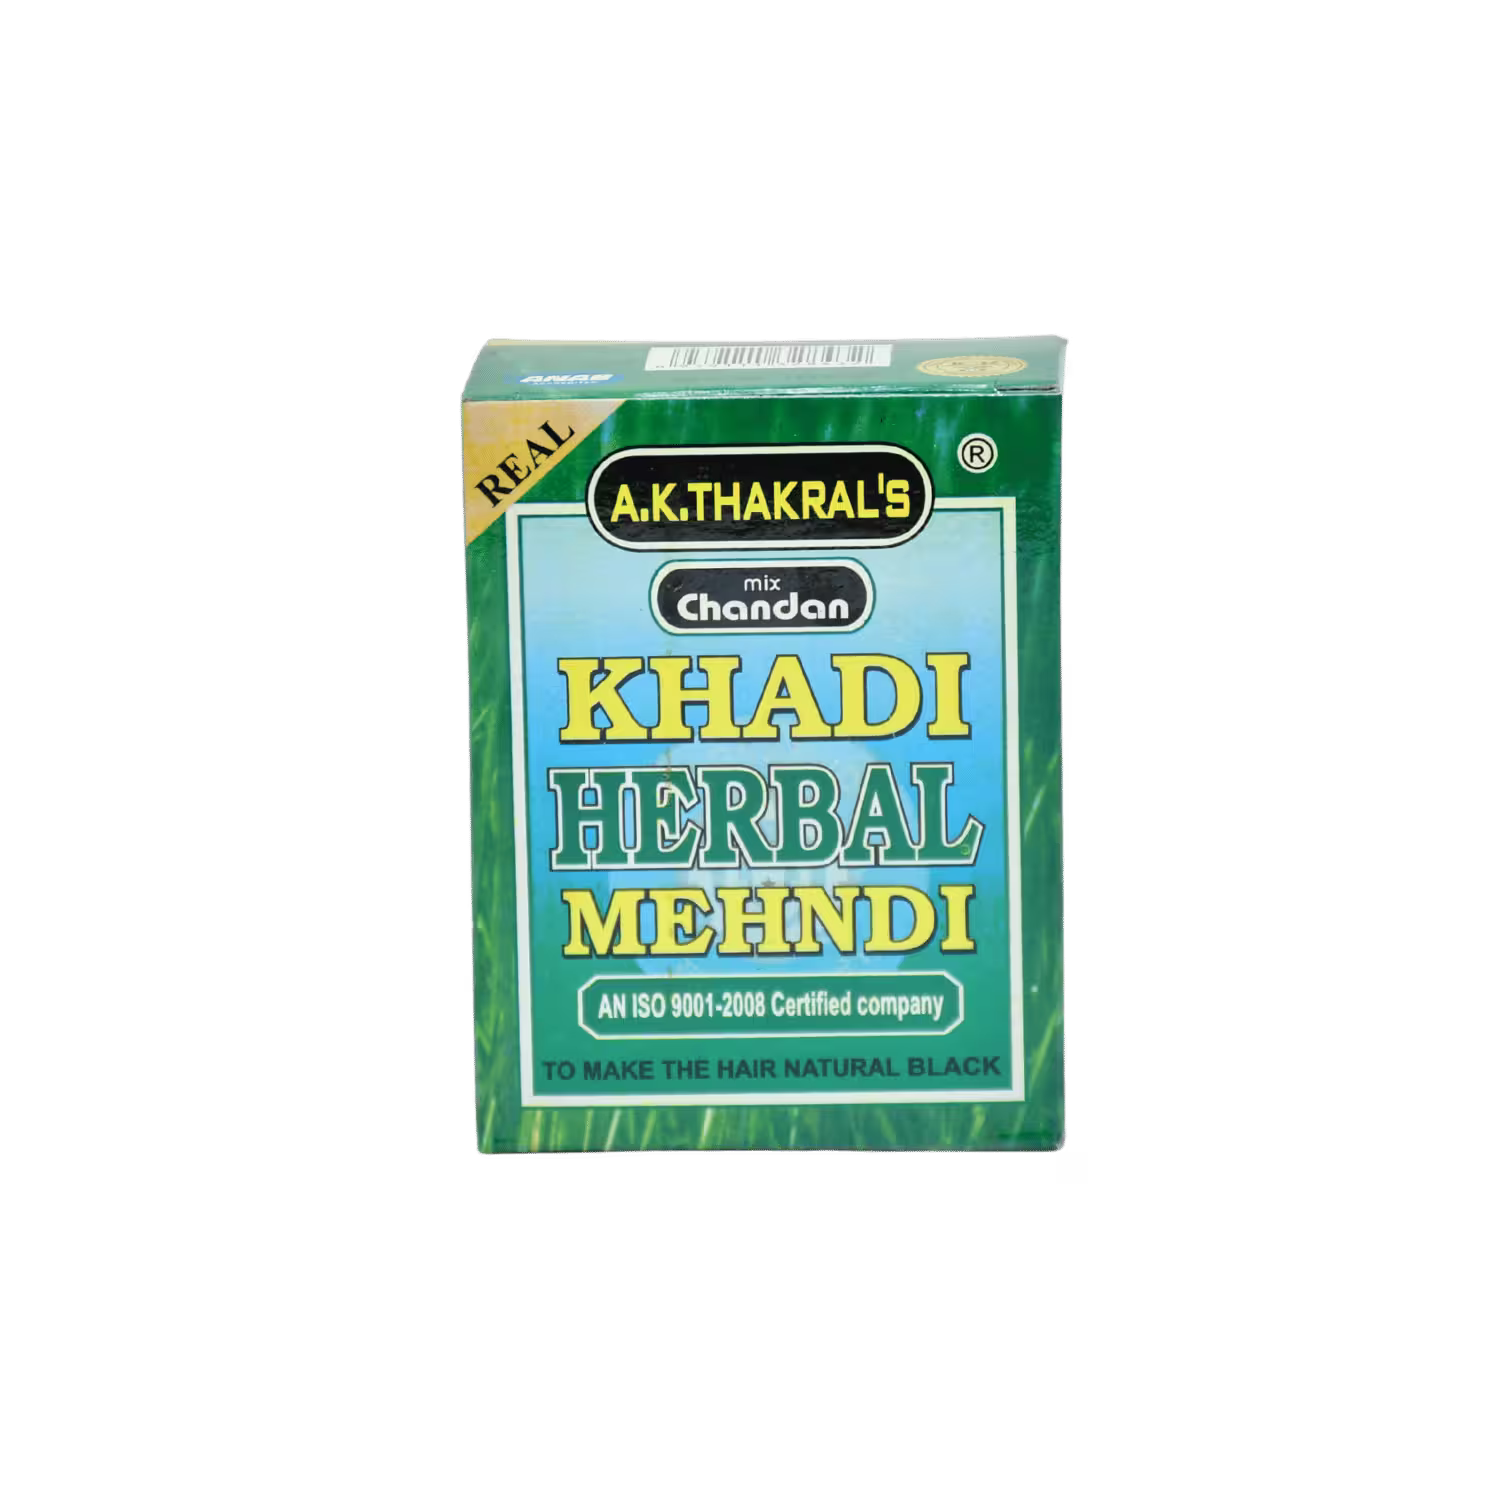 ANAB
REAL
A.K.THAKRAL'S
®
mix
Chandan
KHADI
HERBAL
MEHNDI
AN ISO 9001-2008 Certified company
TO MAKE THE HAIR NATURAL BLACK